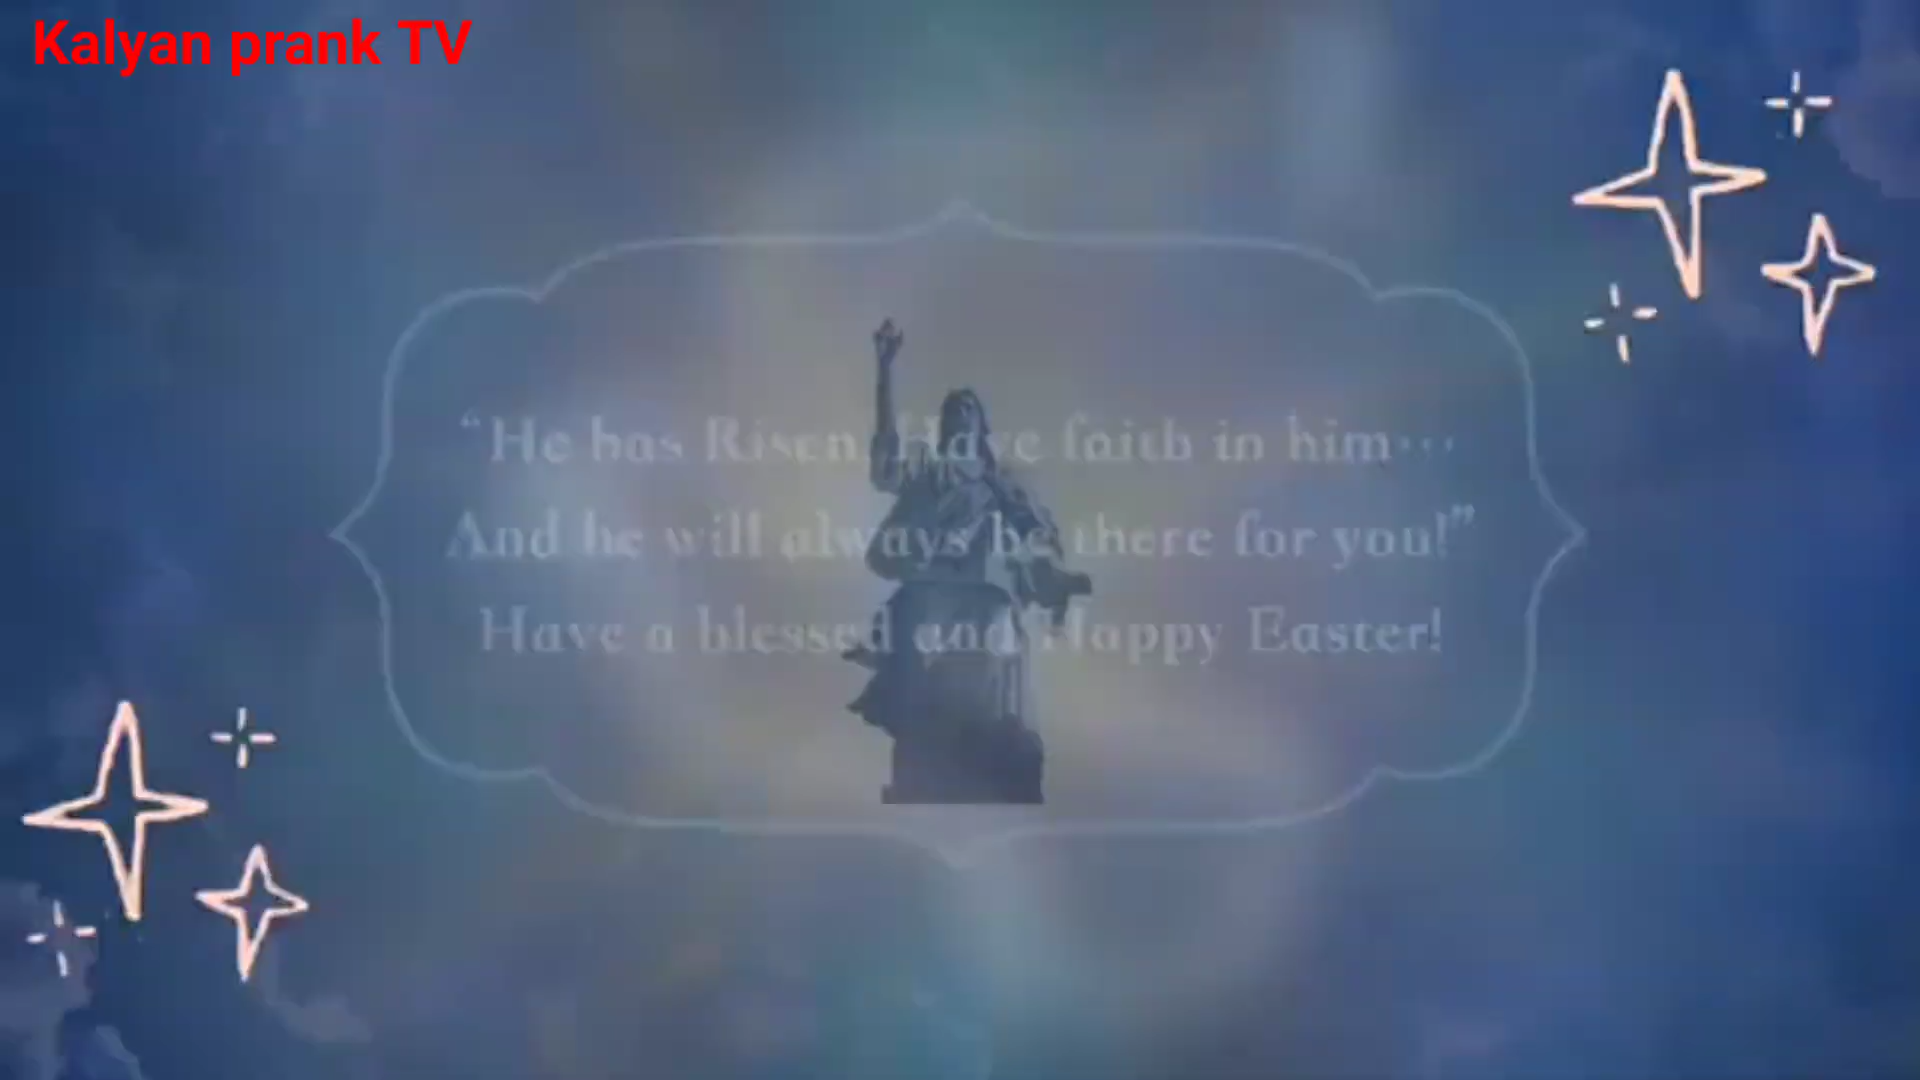 Kalyan prank TV
“He has Risen. Have faith in him...
And he will always be there for you!”
Have a blessed and Happy Easter!